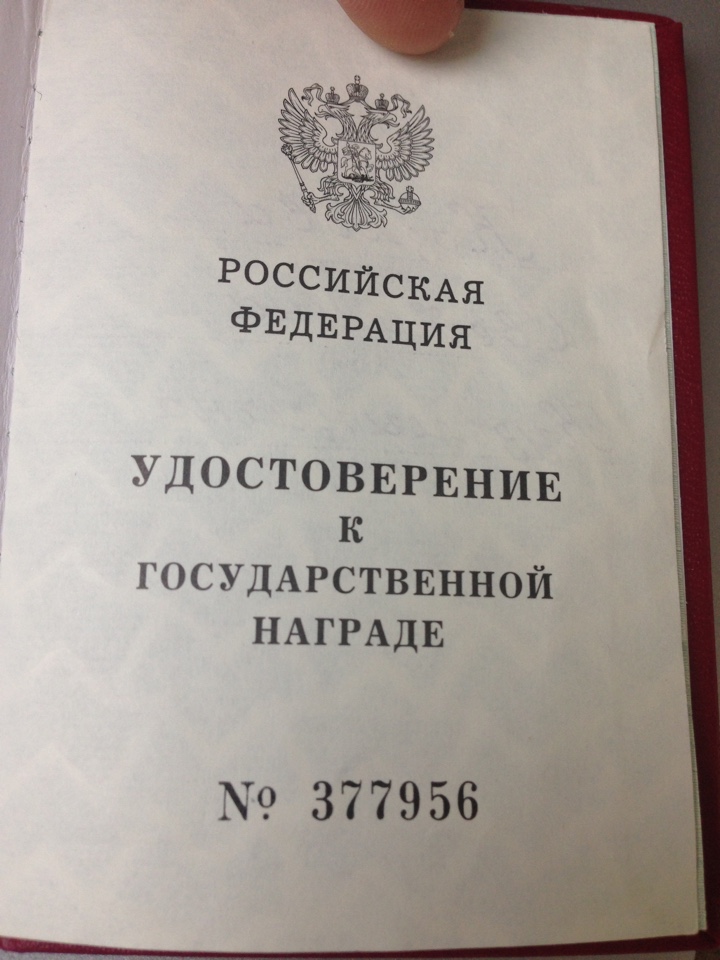 РОССИЙСКАЯ
ФЕДЕРАЦИЯ
УДОСТОВЕРЕНИЕ
К
ГОСУДАРСТВЕННОЙ
НАГРАДЕ
№ 377956